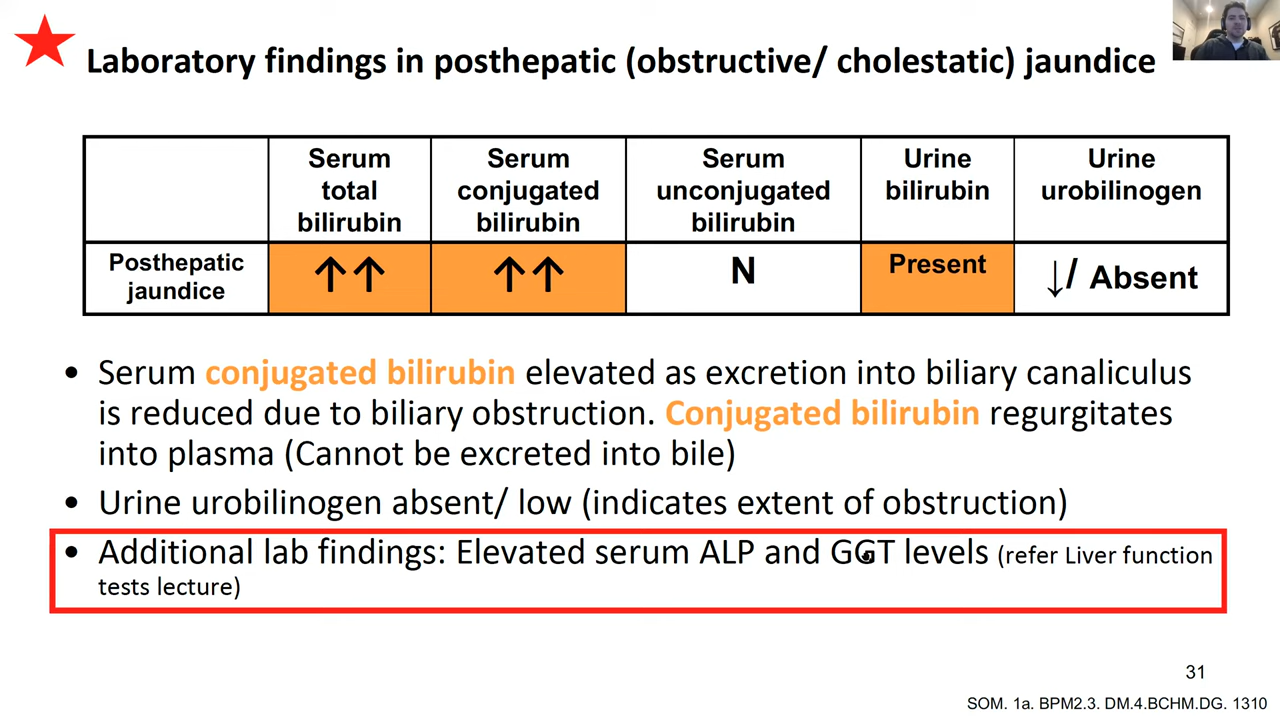 Laboratory findings in posthepatic (obstructive/ cholestatic) jaundice
Serum total bilirubin
Serum conjugated bilirubin
Serum unconjugated bilirubin
Urine bilirubin
Urine urobilinogen
Posthepatic jaundice
↑↑
↑↑
N
Present
↓/ Absent
• Serum conjugated bilirubin elevated as excretion into biliary canaliculus
is reduced due to biliary obstruction. Conjugated bilirubin regurgitates
into plasma (Cannot be excreted into bile)
• Urine urobilinogen absent/ low (indicates extent of obstruction)
• Additional lab findings: Elevated serum ALP and GGT levels (refer Liver function
tests lecture)
31
SOM. 1a. BPM2.3. DM.4.BCHM.DG. 1310